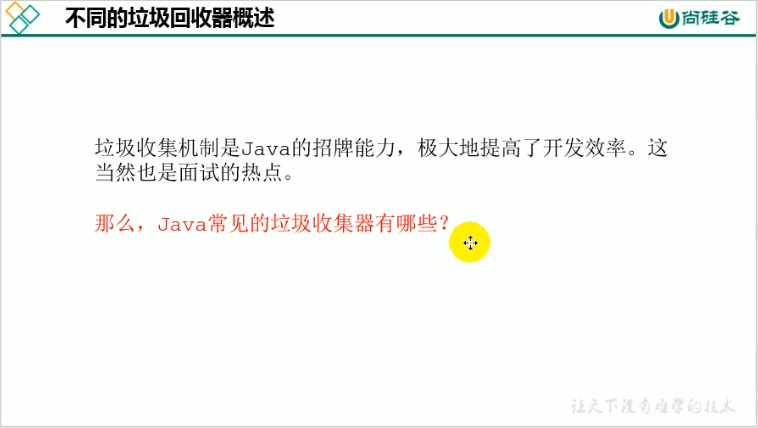 不同的垃圾回收器概述
尚硅谷
垃圾收集机制是Java的招牌能力，极大地提高了开发效率。这
当然也是面试的热点。
那么，Java常见的垃圾收集器有哪些？
让天下没有难学的技术